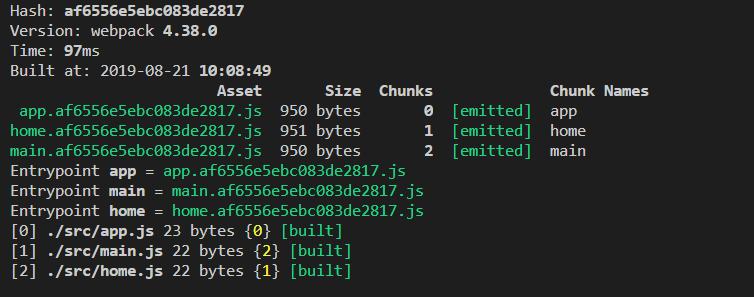 Hash: af6556e5ebc083de2817
Version: webpack 4.38.0
Time: 97ms
Built at: 2019-08-21 10:08:49
Asset Size Chunks Chunk Names
app.af6556e5ebc083de2817.js 950 bytes 0 [emitted] app
home.af6556e5ebc083de2817.js 951 bytes 1 [emitted] home
main.af6556e5ebc083de2817.js 950 bytes 2 [emitted] main
Entrypoint app = app.af6556e5ebc083de2817.js
Entrypoint main = main.af6556e5ebc083de2817.js
Entrypoint home = home.af6556e5ebc083de2817.js
[0] ./src/app.js 23 bytes {0} [built]
[1] ./src/main.js 22 bytes {2} [built]
[2] ./src/home.js 22 bytes {1} [built]